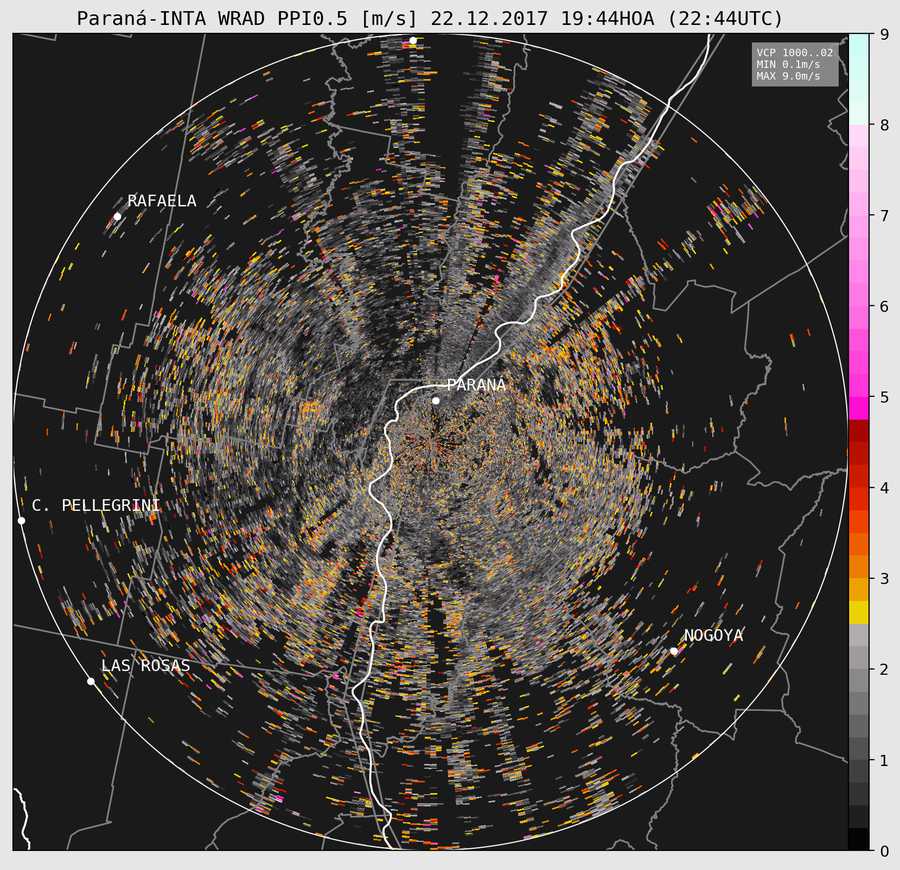 Paraná-INTA WRAD PPI0.5 [m/s] 22.12.2017 19:44HOA (22:44UTC)
VCP 1000..02
MIN 0.1m/s
MAX 9.0m/s
9
8
7
6
5
4
3
2
1
0
RAFAELA
PARANA
C. PELLEGRINI
NOGOYA
LAS ROSAS